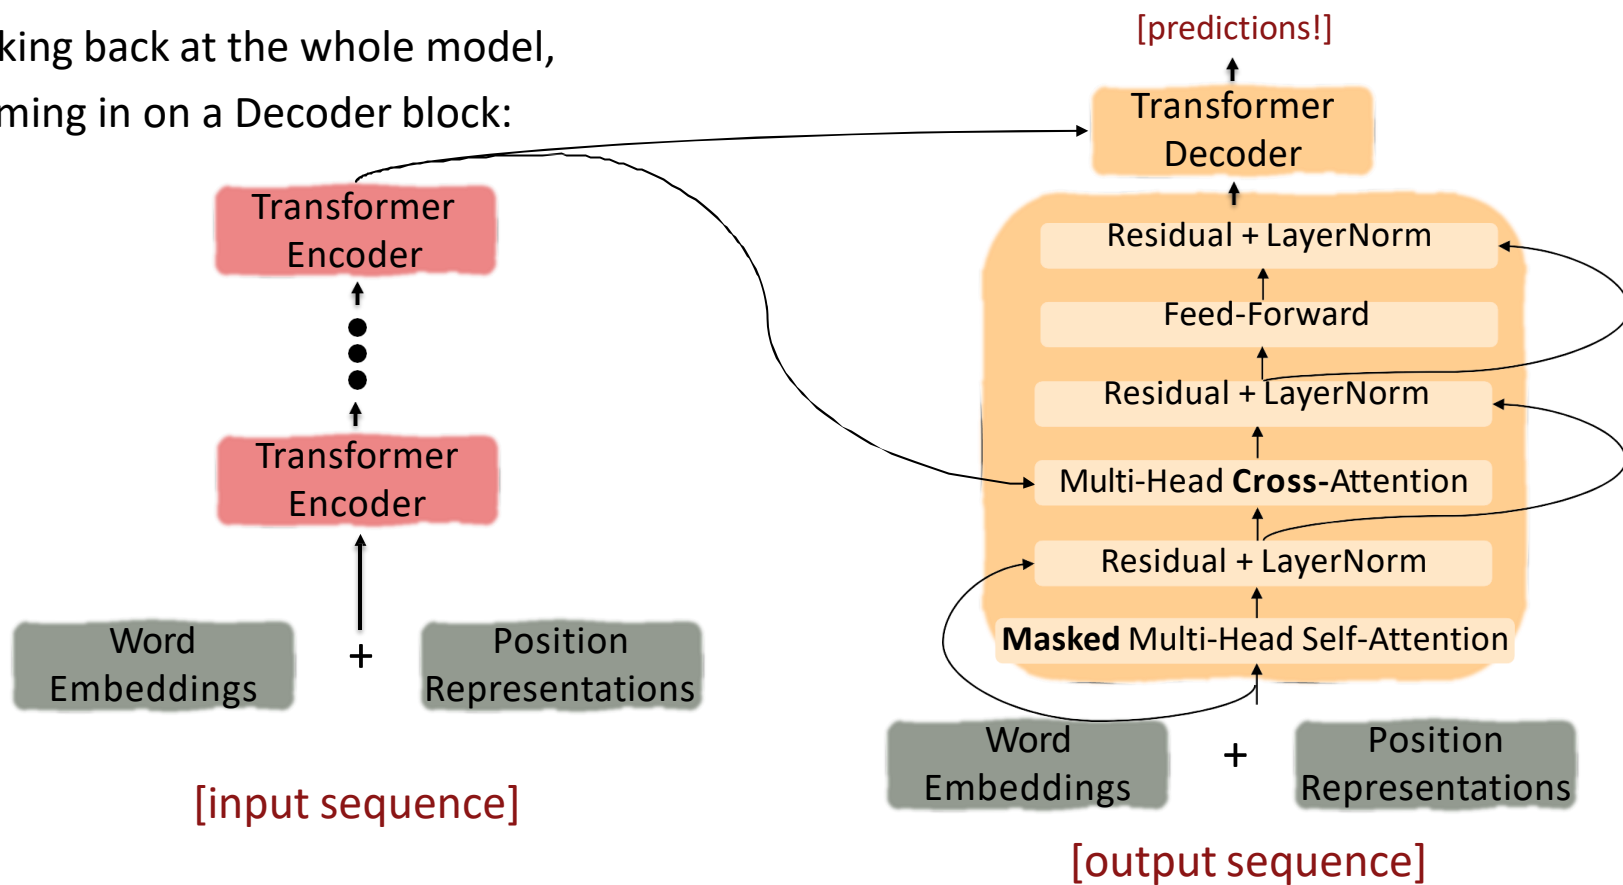 king back at the whole model,
ming in on a Decoder block:
[predictions!]
Transformer
Decoder
Residual + LayerNorm
Feed-Forward
Residual + LayerNorm
Multi-Head Cross-Attention
Residual + LayerNorm
Masked Multi-Head Self-Attention
Word
Embeddings
+
Position
Representations
[output sequence]
Transformer
Encoder
Transformer
Encoder
Word
Embeddings
+
Position
Representations
[input sequence]